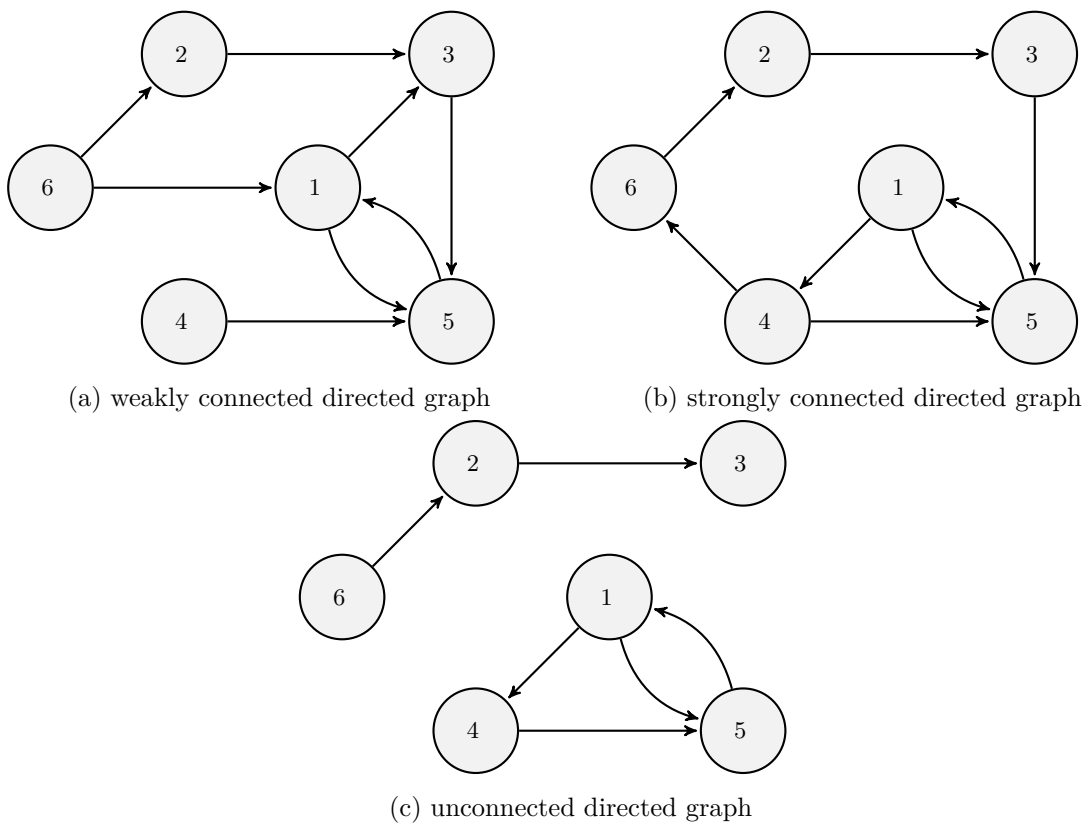 2 3 2 3
6 1 6 1
4 5 4 5
(a) weakly connected directed graph (b) strongly connected directed graph
2 3
6 1
4 5
(c) unconnected directed graph